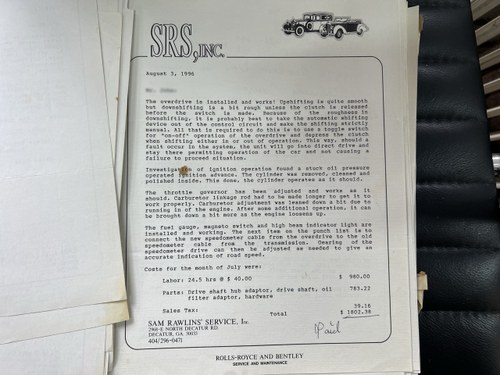 SRS, INC.
August 3, 1996
The overdrive is installed and works! Upshifting is quite smooth
but downshifting is a bit rough unless the clutch is released
before the switch is made. Because of the roughness in
downshifting, it is probably best to take the automatic shifting
device out of the control circuit and make the shifting strictly
manual. All that is required to do this is to use a toggle switch
for "on-off" operation of the overdrive and depress the clutch
when shifting either in or out of operation. This way, should a
fault occur in the system, the unit will go into direct drive and
stay there permiting operation of the car and not causing a
failure to proceed situation.
Investigation of ignition operation found a stuck oil pressure
operated ignition advance. The cylinder was removed, cleaned and
polished inside. This done, the cylinder operates as it should.
The throttle governor has been adjusted and works as it
should. Carburetor linkage rod had to be made longer to get it to
work properly. Carburetor adjustment was leaned down a bit due to
running in of the engine. After some additional operation, it can
be brought down a bit more as the engine loosens up.
The fuel gauge, magneto switch and high beam indicator light are
installed and working. The next item on the punch list is to
connect the new speedometer cable from the overdrive to the old
speedometer cable from the transmission. Gearing of the
speedometer drive can then be adjusted as needed to give an
accurate indication of road speed.
Costs for the month of July were:
Labor: 24.5 hrs @ $ 40.00 $ 980.00
Parts: Drive shaft hub adaptor, drive shaft, oil 783.22
filter adaptor, hardware
Sales Tax: 39.16
Total $ 1802.38
SAM RAWLINS' SERVICE, Inc.
2968-E NORTH DECATUR RD.
DECATUR, GA. 30033
404/296-0471
Paid
ROLLS-ROYCE AND BENTLEY
SERVICE AND MAINTENANCE